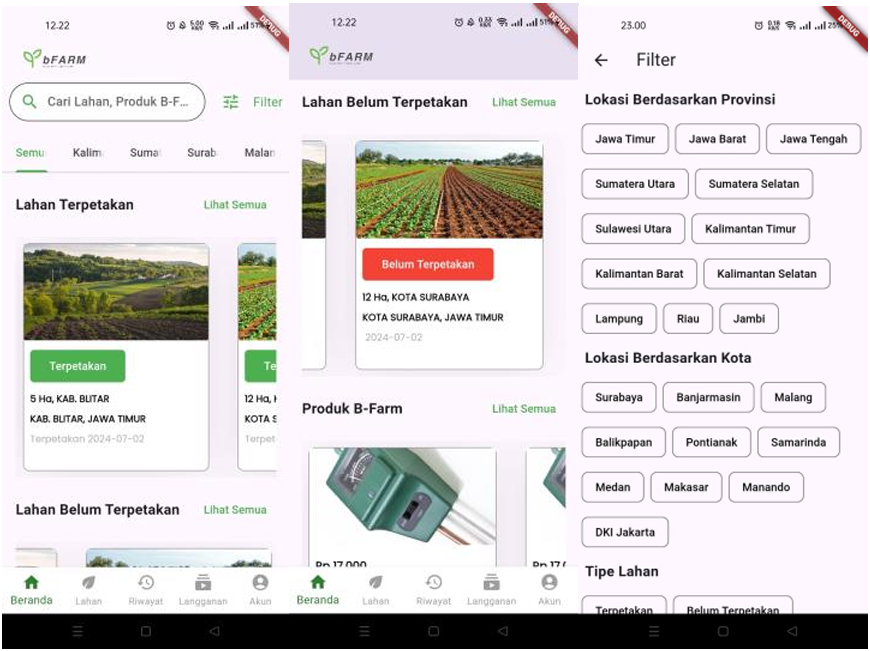 12.22
DEBUG
bFARM
Cari Lahan, Produk B-F...
Filter
Semu
Kalim
Sumat
Surab
Malan
Lahan Terpetakan
Lihat Semua
Terpetakan
5 Ha, KAB. BLITAR
KAB. BLITAR, JAWA TIMUR
Terpetakan 2024-07-02
Te
12 Ha, K
KOTA S
Terpet
Lahan Belum Terpetakan
Lihat Semua
Beranda
Lahan
Riwayat
Langganan
Akun
12.22
DEBUG
bFARM
Lahan Belum Terpetakan
Lihat Semua
Belum Terpetakan
12 Ha, KOTA SURABAYA
KOTA SURABAYA, JAWA TIMUR
2024-07-02
Produk B-Farm
Lihat Semua
Rp 17.000
Rp 17.0
Beranda
Lahan
Riwayat
Langganan
Akun
23.00
DEBUG
Filter
Lokasi Berdasarkan Provinsi
Jawa Timur
Jawa Barat
Jawa Tengah
Sumatera Utara
Sumatera Selatan
Sulawesi Utara
Kalimantan Timur
Kalimantan Barat
Kalimantan Selatan
Lampung
Riau
Jambi
Lokasi Berdasarkan Kota
Surabaya
Banjarmasin
Malang
Balikpapan
Pontianak
Samarinda
Medan
Makasar
Manando
DKI Jakarta
Tipe Lahan
Terpetakan
Belum Terpetakan